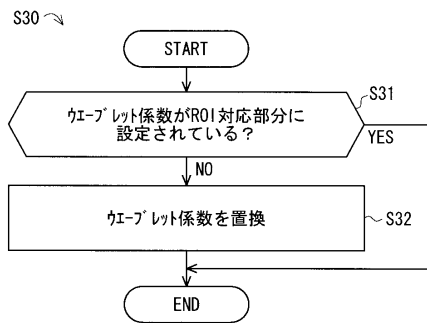 S30
START
ウエーブレット係数がROI対応部分に
設定されている？
S31
YES
NO
ウエーブレット係数を置換
S32
END